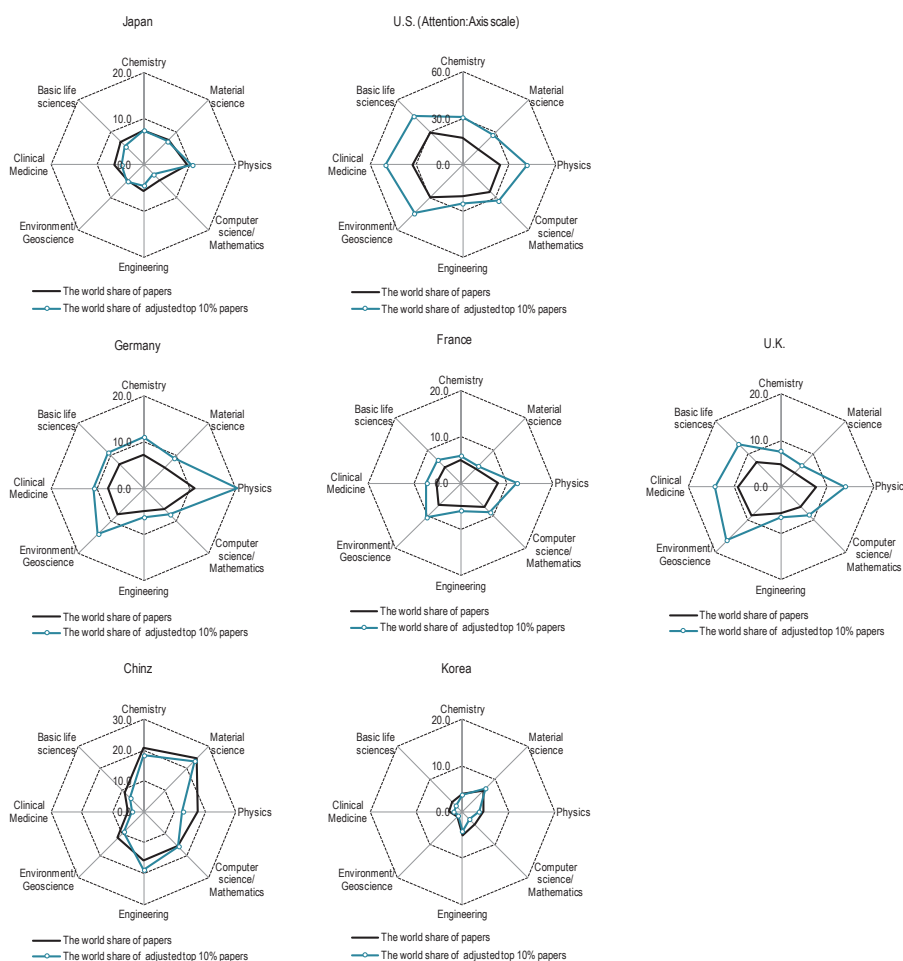 Japan
Chemistry
20.0
Basic life
sciences
Material
science
10.0
Clinical
Medicine
0.0
Physics
Environment/
Geoscience
Computer
science/
Mathematics
Engineering
The world share of papers
The world share of adjusted top 10% papers
U.S. (Attention:Axis scale)
Chemistry
60.0
Basic life
sciences
Material
science
30.0
Clinical
Medicine
0.0
Physics
Environment/
Geoscience
Computer
science/
Mathematics
Engineering
The world share of papers
The world share of adjusted top 10% papers
Germany
Chemistry
20.0
Basic life
sciences
Material
science
10.0
Clinical
Medicine
0.0
Physics
Environment/
Geoscience
Computer
science/
Mathematics
Engineering
The world share of papers
The world share of adjusted top 10% papers
France
Chemistry
20.0
Basic life
sciences
Material
science
10.0
Clinical
Medicine
0.0
Physics
Environment/
Geoscience
Computer
science/
Mathematics
Engineering
The world share of papers
The world share of adjusted top 10% papers
U.K.
Chemistry
20.0
Basic life
sciences
Material
science
10.0
Clinical
Medicine
0.0
Physics
Environment/
Geoscience
Computer
science/
Mathematics
Engineering
The world share of papers
The world share of adjusted top 10% papers
Chinz
Chemistry
30.0
Basic life
sciences
Material
science
20.0
10.0
Clinical
Medicine
0.0
Physics
Environment/
Geoscience
Computer
science/
Mathematics
Engineering
The world share of papers
The world share of adjusted top 10% papers
Korea
Chemistry
20.0
Basic life
sciences
Material
science
10.0
Clinical
Medicine
0.0
Physics
Environment/
Geoscience
Computer
science/
Mathematics
Engineering
The world share of papers
The world share of adjusted top 10% papers